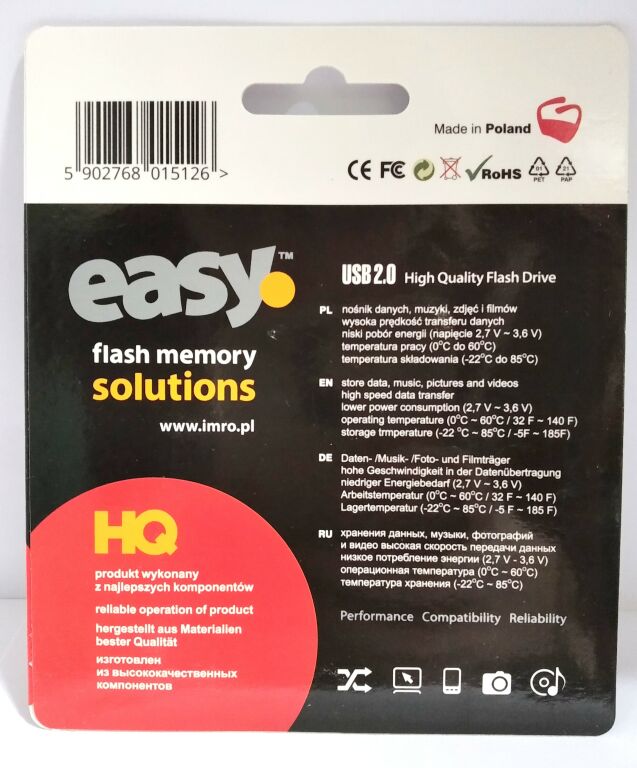 Made in Poland
5 902768 015126 >
CE FC RoHS
01
PET
21
PAP
easy.™
flash memory
solutions
www.imro.pl
USB 2.0 High Quality Flash Drive
PL nośnik danych, muzyki, zdjęć i filmów
wysoka prędkość transferu danych
niski pobór energii (napięcie 2,7 V ~ 3,6 V)
temperatura pracy (0°C do 60°C)
temperatura składowania (-22°C do 85°C)
EN store data, music, pictures and videos
high speed data transfer
lower power consumption (2,7 V ~ 3,6 V)
operating temperature (0°C ~ 60°C / 32 F ~ 140 F)
storage trmperature (-22 °C ~ 85°C / -5F ~ 185F)
DE Daten- /Musik- /Foto- und Filmträger
hohe Geschwindigkeit in der Datenübertragung
niedriger Energiebedarf (2,7 V ~ 3,6 V)
Arbeitstemperatur (0°C ~ 60°C / 32 F ~ 140 F)
Lagertemperatur (-22°C ~ 85°C / -5 F ~ 185 F)
RU хранения данных, музыки, фотографий
и видео высокая скорость передачи данных
низкое потребление энергии (2,7 V - 3,6 V)
операционная температура (0°C ~ 60°C)
температура хранения (-22°C ~ 85°C)
Performance Compatibility Reliability
HQ
produkt wykonany
z najlepszych komponentów
reliable operation of product
hergestellt aus Materialien
bester Qualität
изготовлен
из высококачественных
компонентов